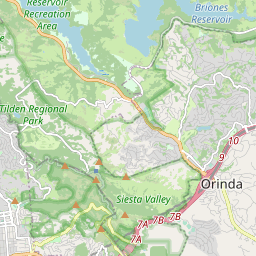 Reservoir
Recreation
Area
Briones
Reservoir
Tilden Regional
Park
10
9
Orinda
Siesta Valley
7B
7A 7B
7A